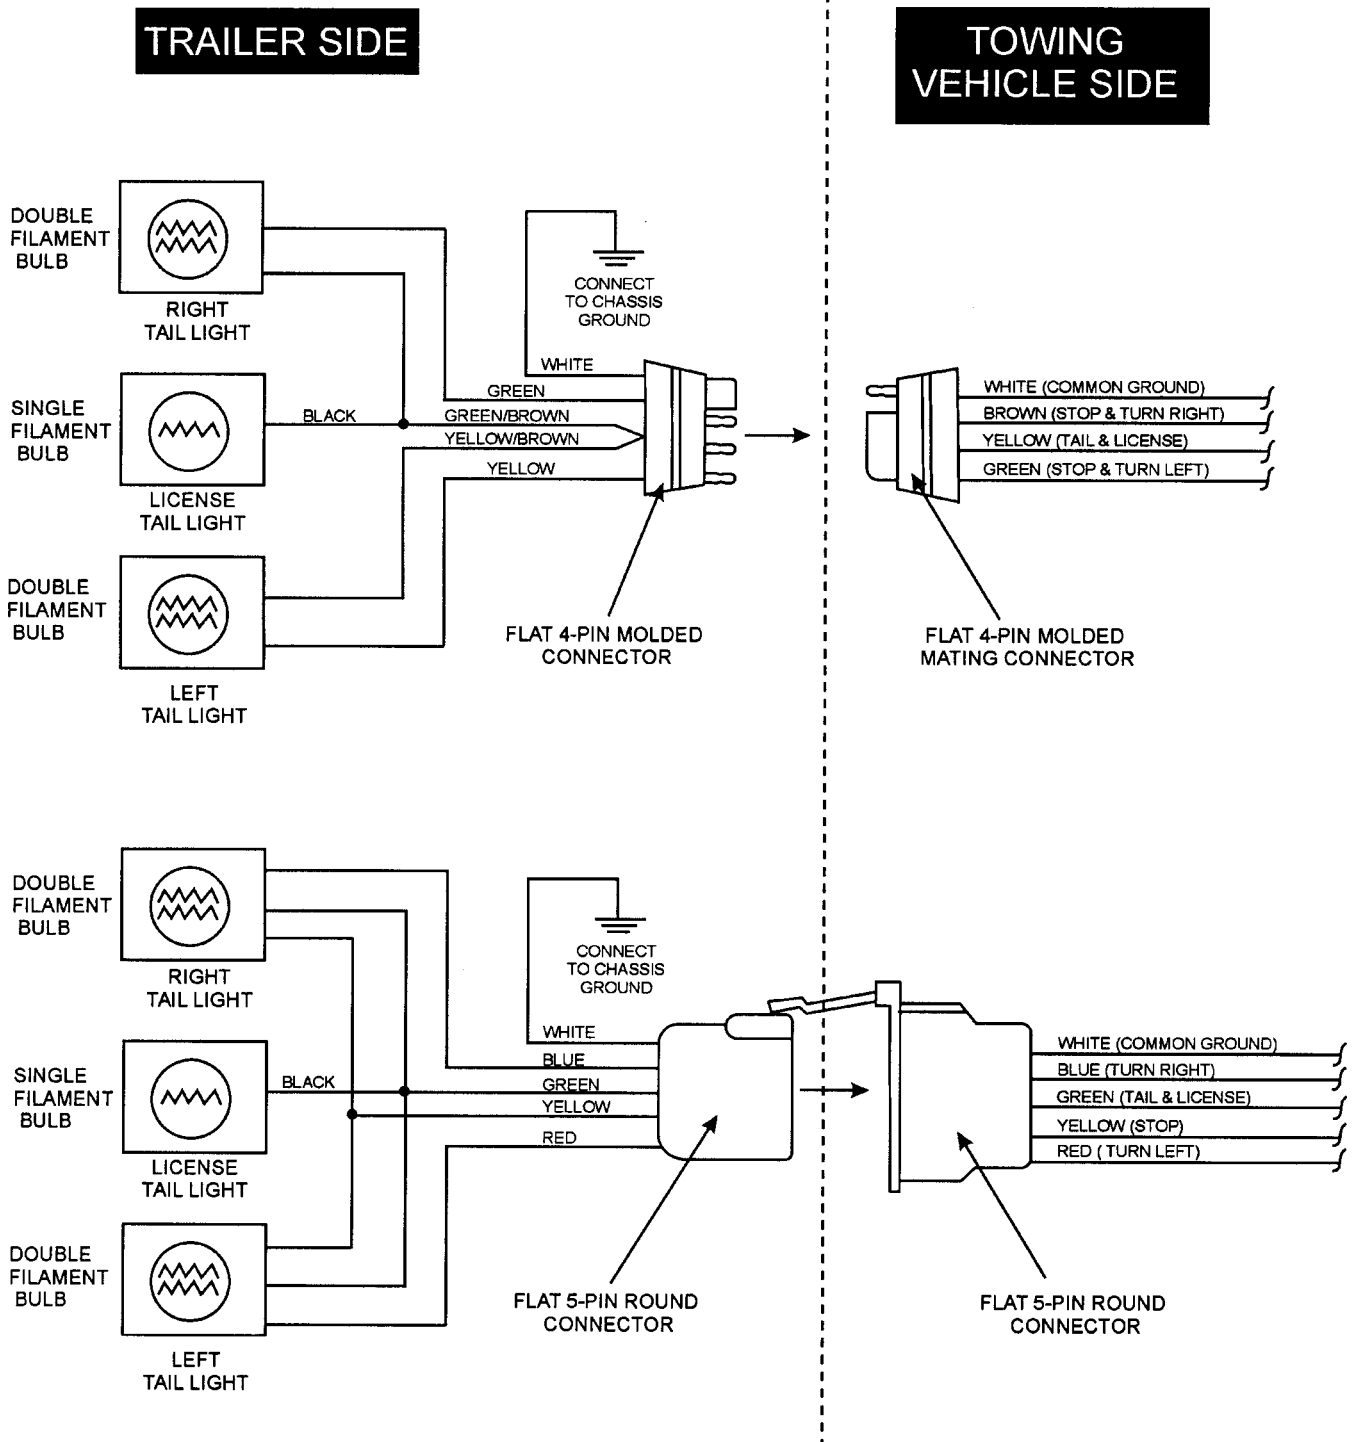 TRAILER SIDE
TOWING
VEHICLE SIDE
DOUBLE
FILAMENT
BULB
RIGHT
TAIL LIGHT
CONNECT
TO CHASSIS
GROUND
SINGLE
FILAMENT
BULB
BLACK
LICENSE
TAIL LIGHT
WHITE
GREEN
GREEN/BROWN
YELLOW/BROWN
YELLOW
WHITE (COMMON GROUND)
BROWN (STOP & TURN RIGHT)
YELLOW (TAIL & LICENSE)
GREEN (STOP & TURN LEFT)
DOUBLE
FILAMENT
BULB
LEFT
TAIL LIGHT
FLAT 4-PIN MOLDED
CONNECTOR
FLAT 4-PIN MOLDED
MATING CONNECTOR
DOUBLE
FILAMENT
BULB
RIGHT
TAIL LIGHT
CONNECT
TO CHASSIS
GROUND
SINGLE
FILAMENT
BULB
BLACK
LICENSE
TAIL LIGHT
WHITE
BLUE
GREEN
YELLOW
RED
WHITE (COMMON GROUND)
BLUE (TURN RIGHT)
GREEN (TAIL & LICENSE)
YELLOW (STOP)
RED ( TURN LEFT)
DOUBLE
FILAMENT
BULB
LEFT
TAIL LIGHT
FLAT 5-PIN ROUND
CONNECTOR
FLAT 5-PIN ROUND
CONNECTOR